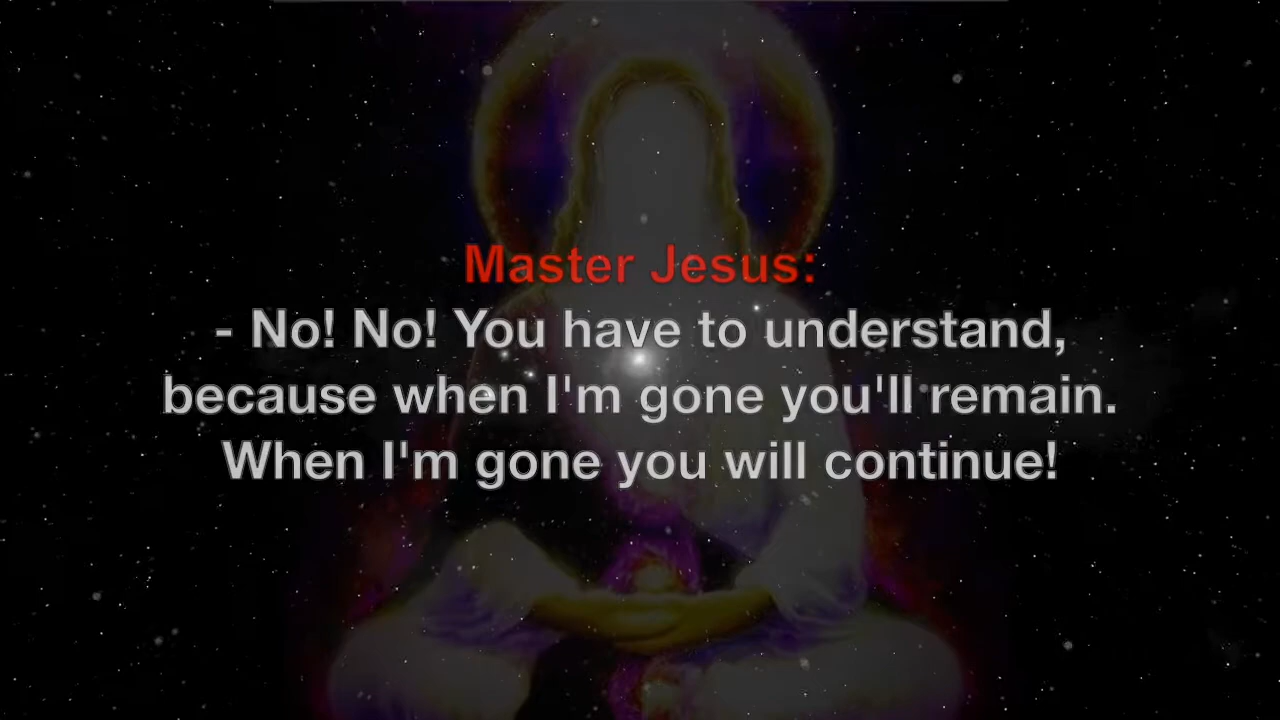 Master Jesus:
- No! No! You have to understand,
because when I'm gone you'll remain.
When I'm gone you will continue!